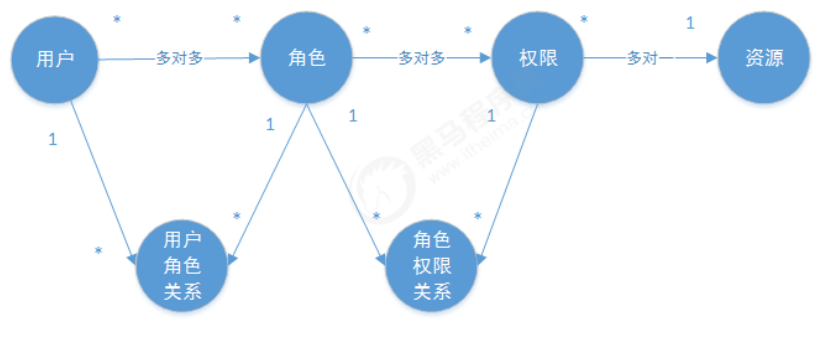 * * * * * 1
用户 多对多 角色 多对多 权限 多对一 资源
1 1 1 1
* * * *
用户
角色
关系
角色
权限
关系
黑马程序员
www.itheima.com